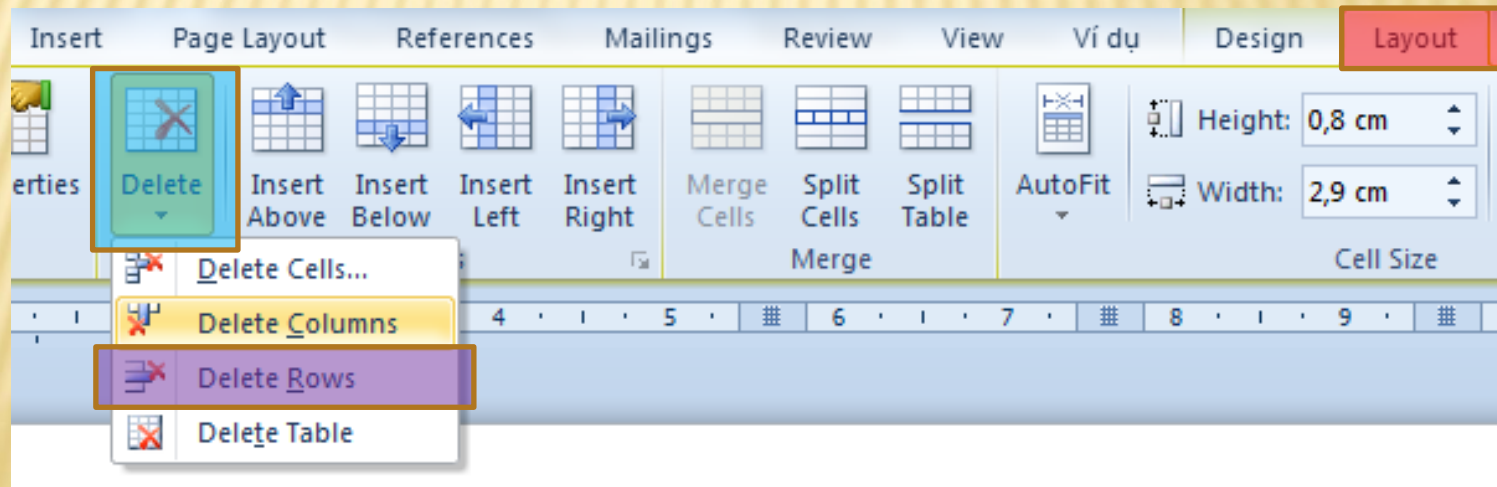 Insert Page Layout References Mailings Review View Ví dụ Design Layout
erties Delete Insert Above Insert Below Insert Left Insert Right Merge Cells Split Cells Split Table AutoFit Height: 0,8 cm
Width: 2,9 cm
Merge Cell Size
Delete Cells...
Delete Columns
Delete Rows
Delete Table
4 5 6 7 8 9